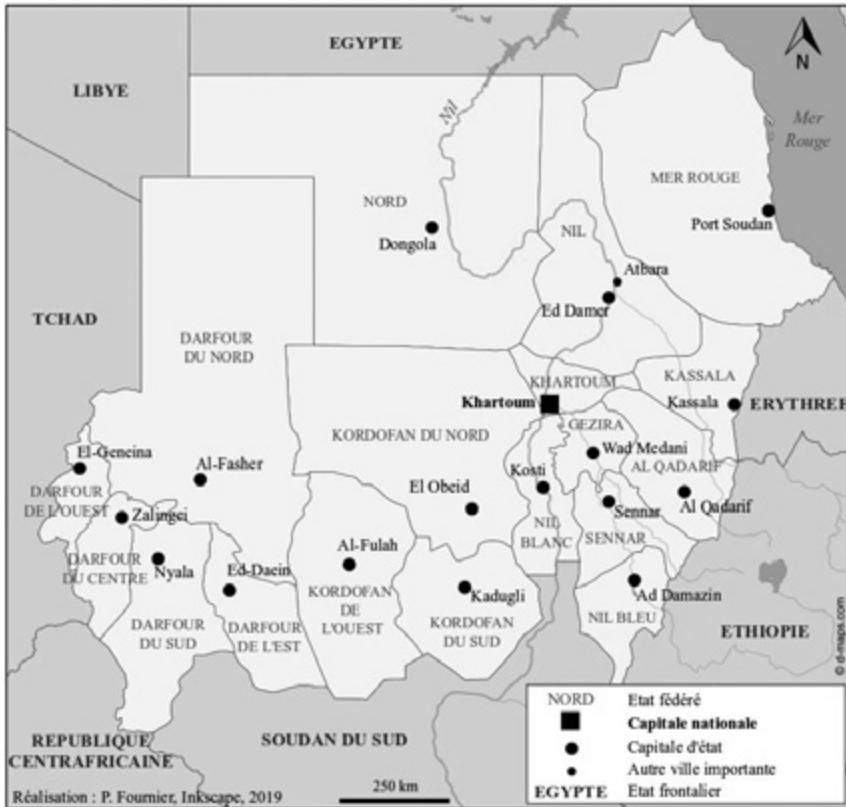 EGYPTE
N
LIBYE
Nil
Mer
Rouge
MER ROUGE
NORD
Port Soudan
Dongola
NIL
Atbara
Ed Damer
TCHAD
DARFOUR
DU NORD
KHARTOUM
KASSALA
Khartoum
Kassala
ERYTHREE
KORDOFAN DU NORD
GEZIRA
El-Geneina
Wad Medani
Al-Fasher
AL QADARIF
Kosti
DARFOUR
DE L'OUEST
El Obeid
Al Qadarif
Zalingei
Sennar
NIL
BLANC
SENNAR
DARFOUR
DU CENTRE
Nyala
Al-Fulah
Ed-Daein
Ad Damazin
KORDOFAN
DE
L'OUEST
Kadugli
NIL BLEU
DARFOUR
DU SUD
DARFOUR
DE L'EST
KORDOFAN
DU SUD
ETHIOPIE
© d-maps.com
REPUBLIQUE
CENTRAFRICAINE
SOUDAN DU SUD
NORD Etat fédéré
Capitale nationale
Capitale d'état
Autre ville importante
EGYPTE Etat frontalier
Réalisation : P. Fournier, Inkscape, 2019
250 km